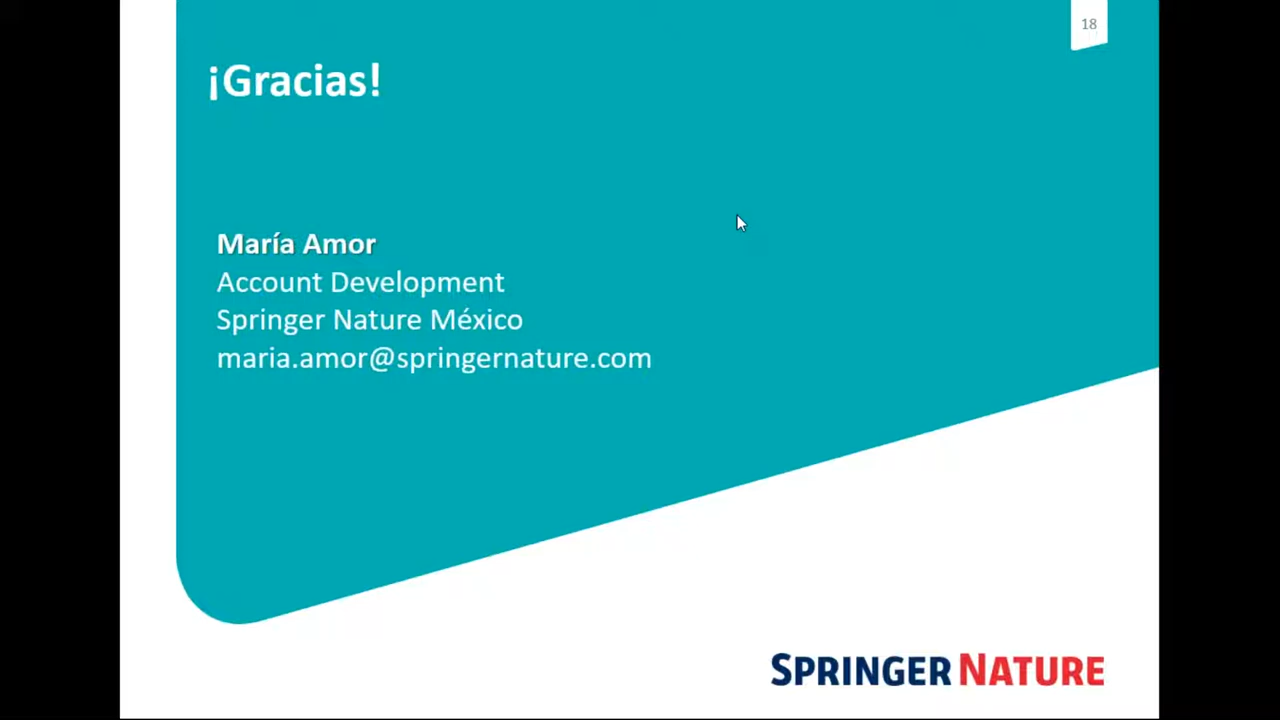 18
¡Gracias!
María Amor
Account Development
Springer Nature México
maria.amor@springernature.com
SPRINGER NATURE